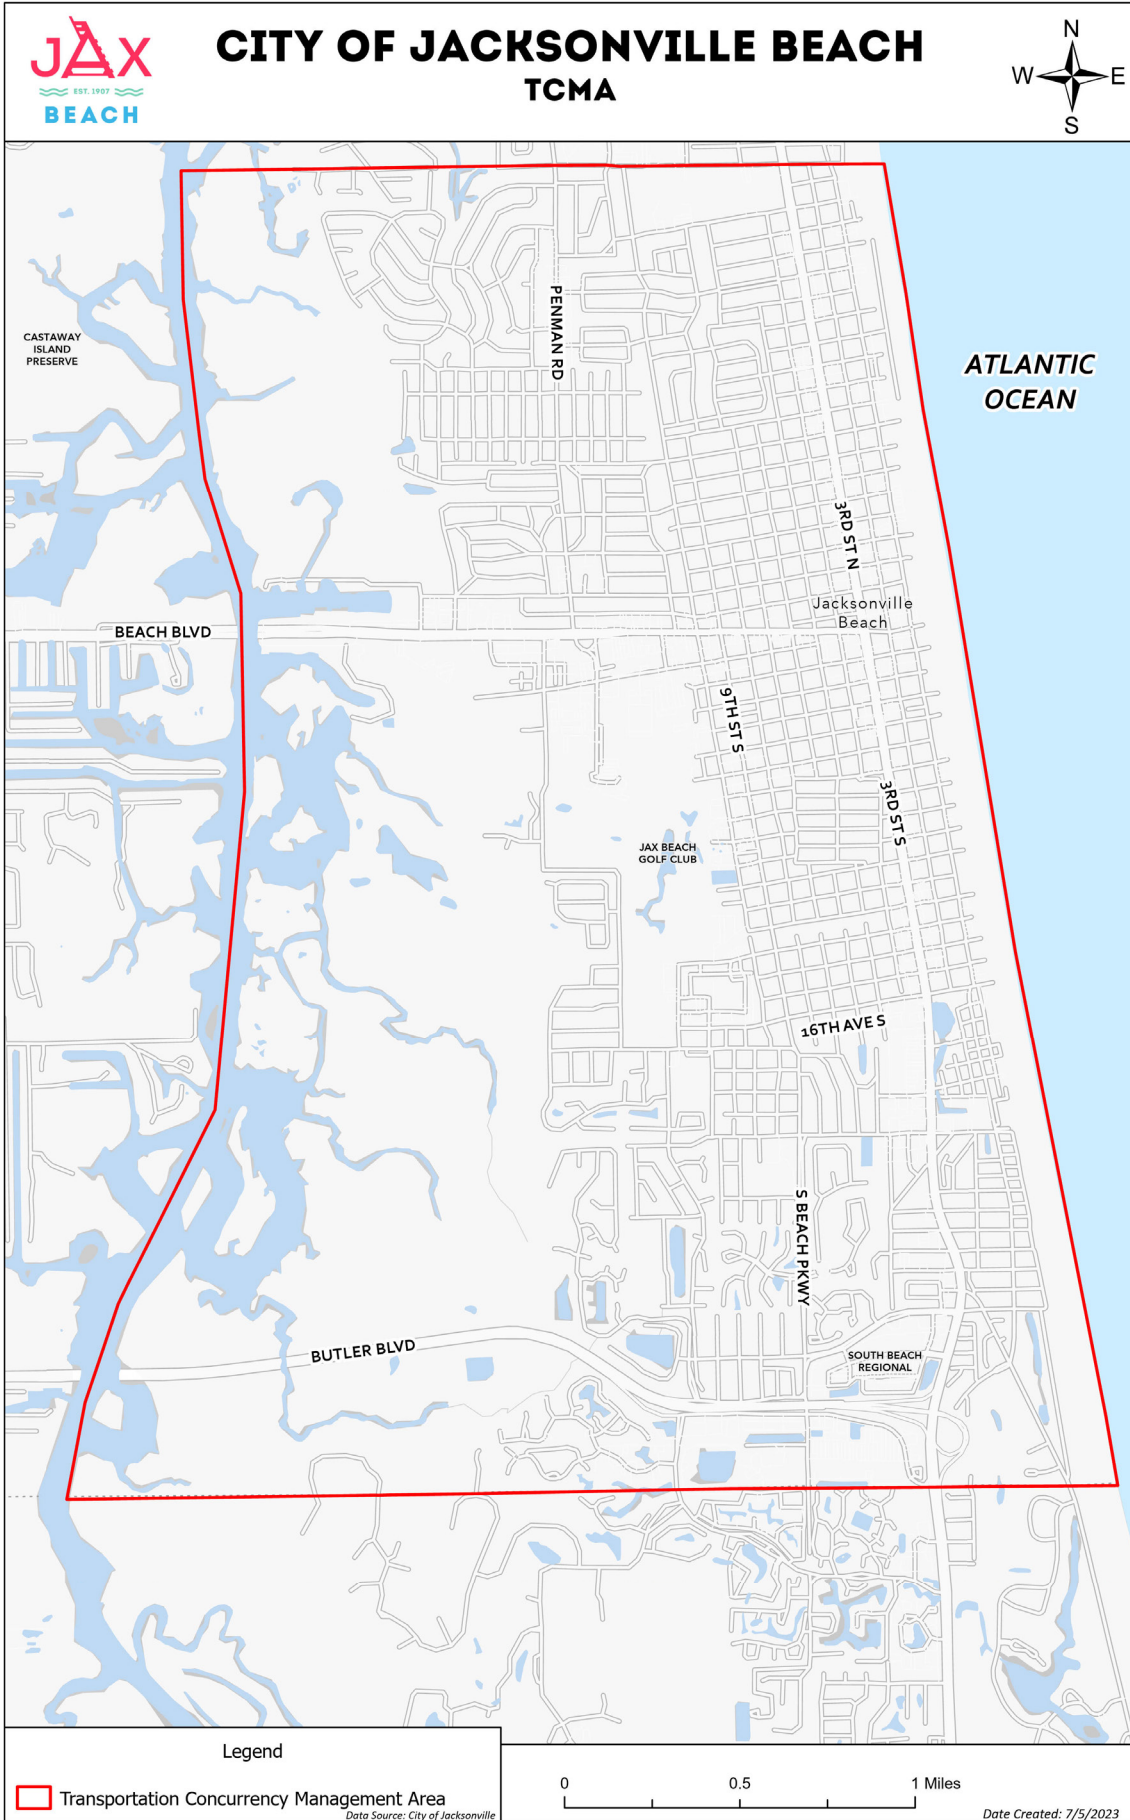 JAX
EST. 1907
BEACH
CITY OF JACKSONVILLE BEACH
TCMA
N
W
E
S
PENMAN RD
CASTAWAY
ISLAND
PRESERVE
ATLANTIC
OCEAN
3RD ST N
Jacksonville
Beach
BEACH BLVD
9TH ST S
3RD ST S
JAX BEACH
GOLF CLUB
16TH AVE S
S BEACH PKWY
BUTLER BLVD
SOUTH BEACH
REGIONAL
Legend
Transportation Concurrency Management Area
Data Source: City of Jacksonville
0
0.5
1 Miles
Date Created: 7/5/2023